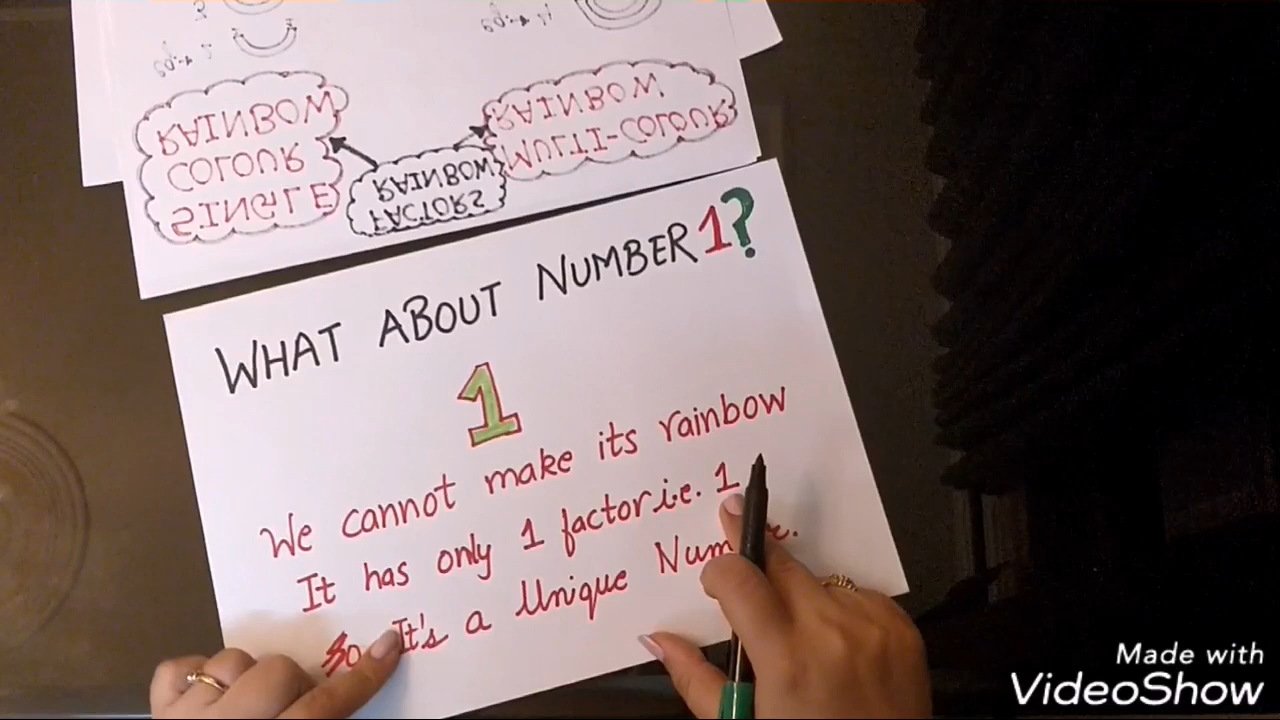 RAINBOW FACTORS
SINGLE COLOUR RAINBOW
MULTI-COLOUR RAINBOW
WHAT ABOUT NUMBER 1?
1
We cannot make its rainbow
It has only 1 factor i.e. 1
So It's a Unique
Made with
VideoShow